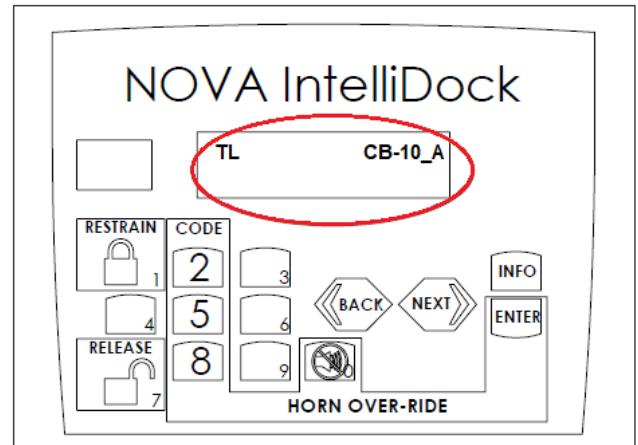 NOVA IntelliDock
TL CB-10_A
RESTRAIN CODE
1 2 3
INFO
BACK NEXT
4 5 6
ENTER
RELEASE
7 8 9 0
HORN OVER-RIDE